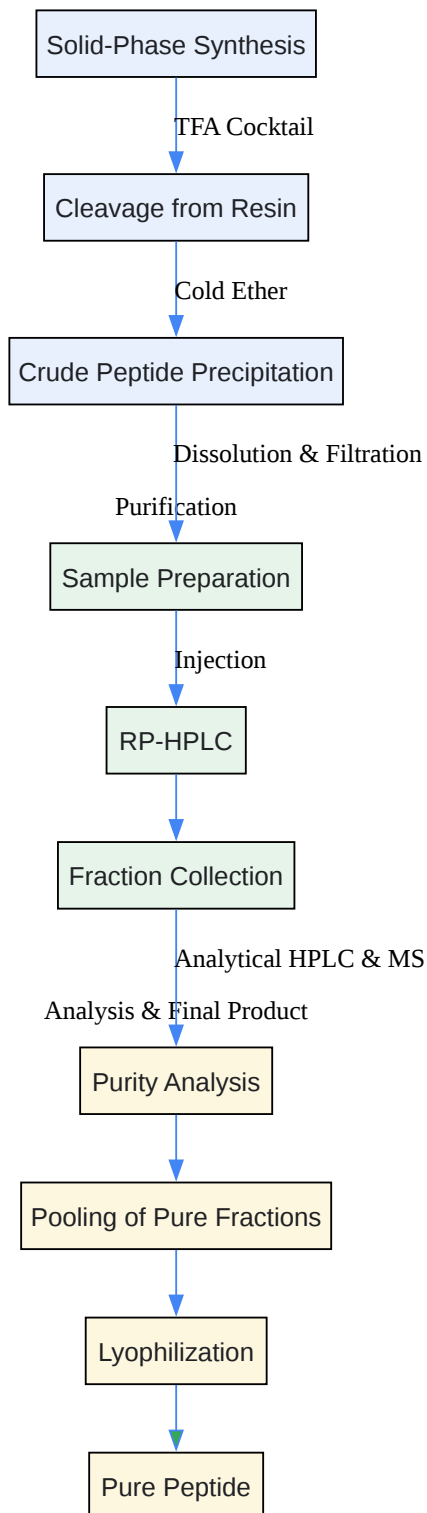 Solid-Phase Synthesis
TFA Cocktail
Cleavage from Resin
Cold Ether
Crude Peptide Precipitation
Dissolution & Filtration
Purification
Sample Preparation
Injection
RP-HPLC
Fraction Collection
Analytical HPLC & MS
Analysis & Final Product
Purity Analysis
Pooling of Pure Fractions
Lyophilization
Pure Peptide